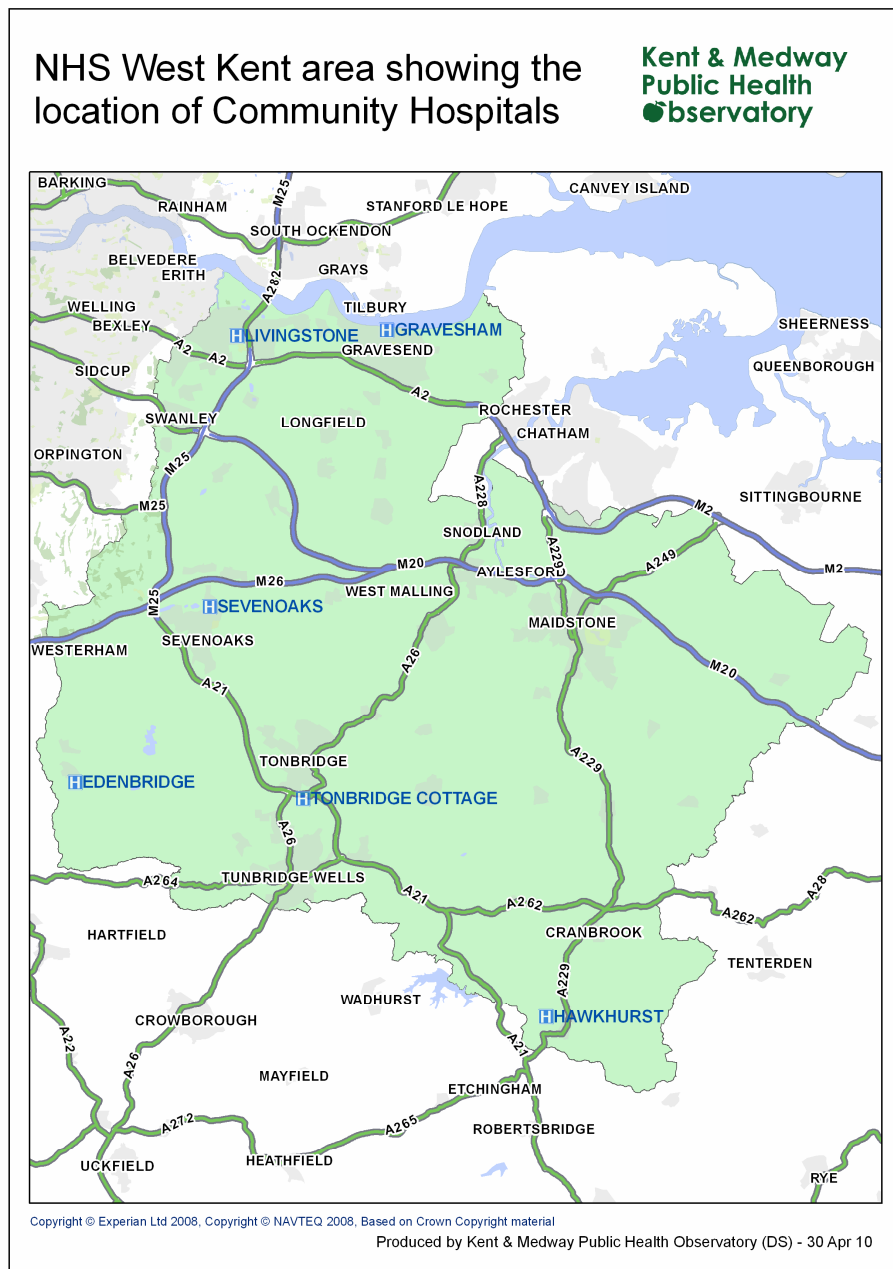 NHS West Kent area showing the
location of Community Hospitals
Kent & Medway
Public Health
Observatory
BARKING
M25
CANVEY ISLAND
RAINHAM
STANFORD LE HOPE
SOUTH OCKENDON
BELVEDERE
GRAYS
ERITH
A282
WELLING
TILBURY
BEXLEY
SHEERNESS
H LIVINGSTONE
H GRAVESHAM
A2
A2
GRAVESEND
QUEENBOROUGH
SIDCUP
A2
SWANLEY
LONGFIELD
ROCHESTER
CHATHAM
ORPINGTON
M25
A228
SITTINGBOURNE
M25
M2
SNODLAND
A229
A249
M20
AYLESFORD
M2
M26
WEST MALLING
M25
H SEVENOAKS
MAIDSTONE
SEVENOAKS
WESTERHAM
A26
M20
A21
TONBRIDGE
A229
H EDENBRIDGE
H TONBRIDGE COTTAGE
A26
A264
TUNBRIDGE WELLS
A28
A21
A262
A262
HARTFIELD
CRANBROOK
TENTERDEN
A229
WADHURST
H HAWKHURST
CROWBOROUGH
A22
A21
A26
MAYFIELD
ETCHINGHAM
A272
A265
ROBERTSBRIDGE
UCKFIELD
HEATHFIELD
RYE
Copyright © Experian Ltd 2008, Copyright © NAVTEQ 2008, Based on Crown Copyright material
Produced by Kent & Medway Public Health Observatory (DS) - 30 Apr 10